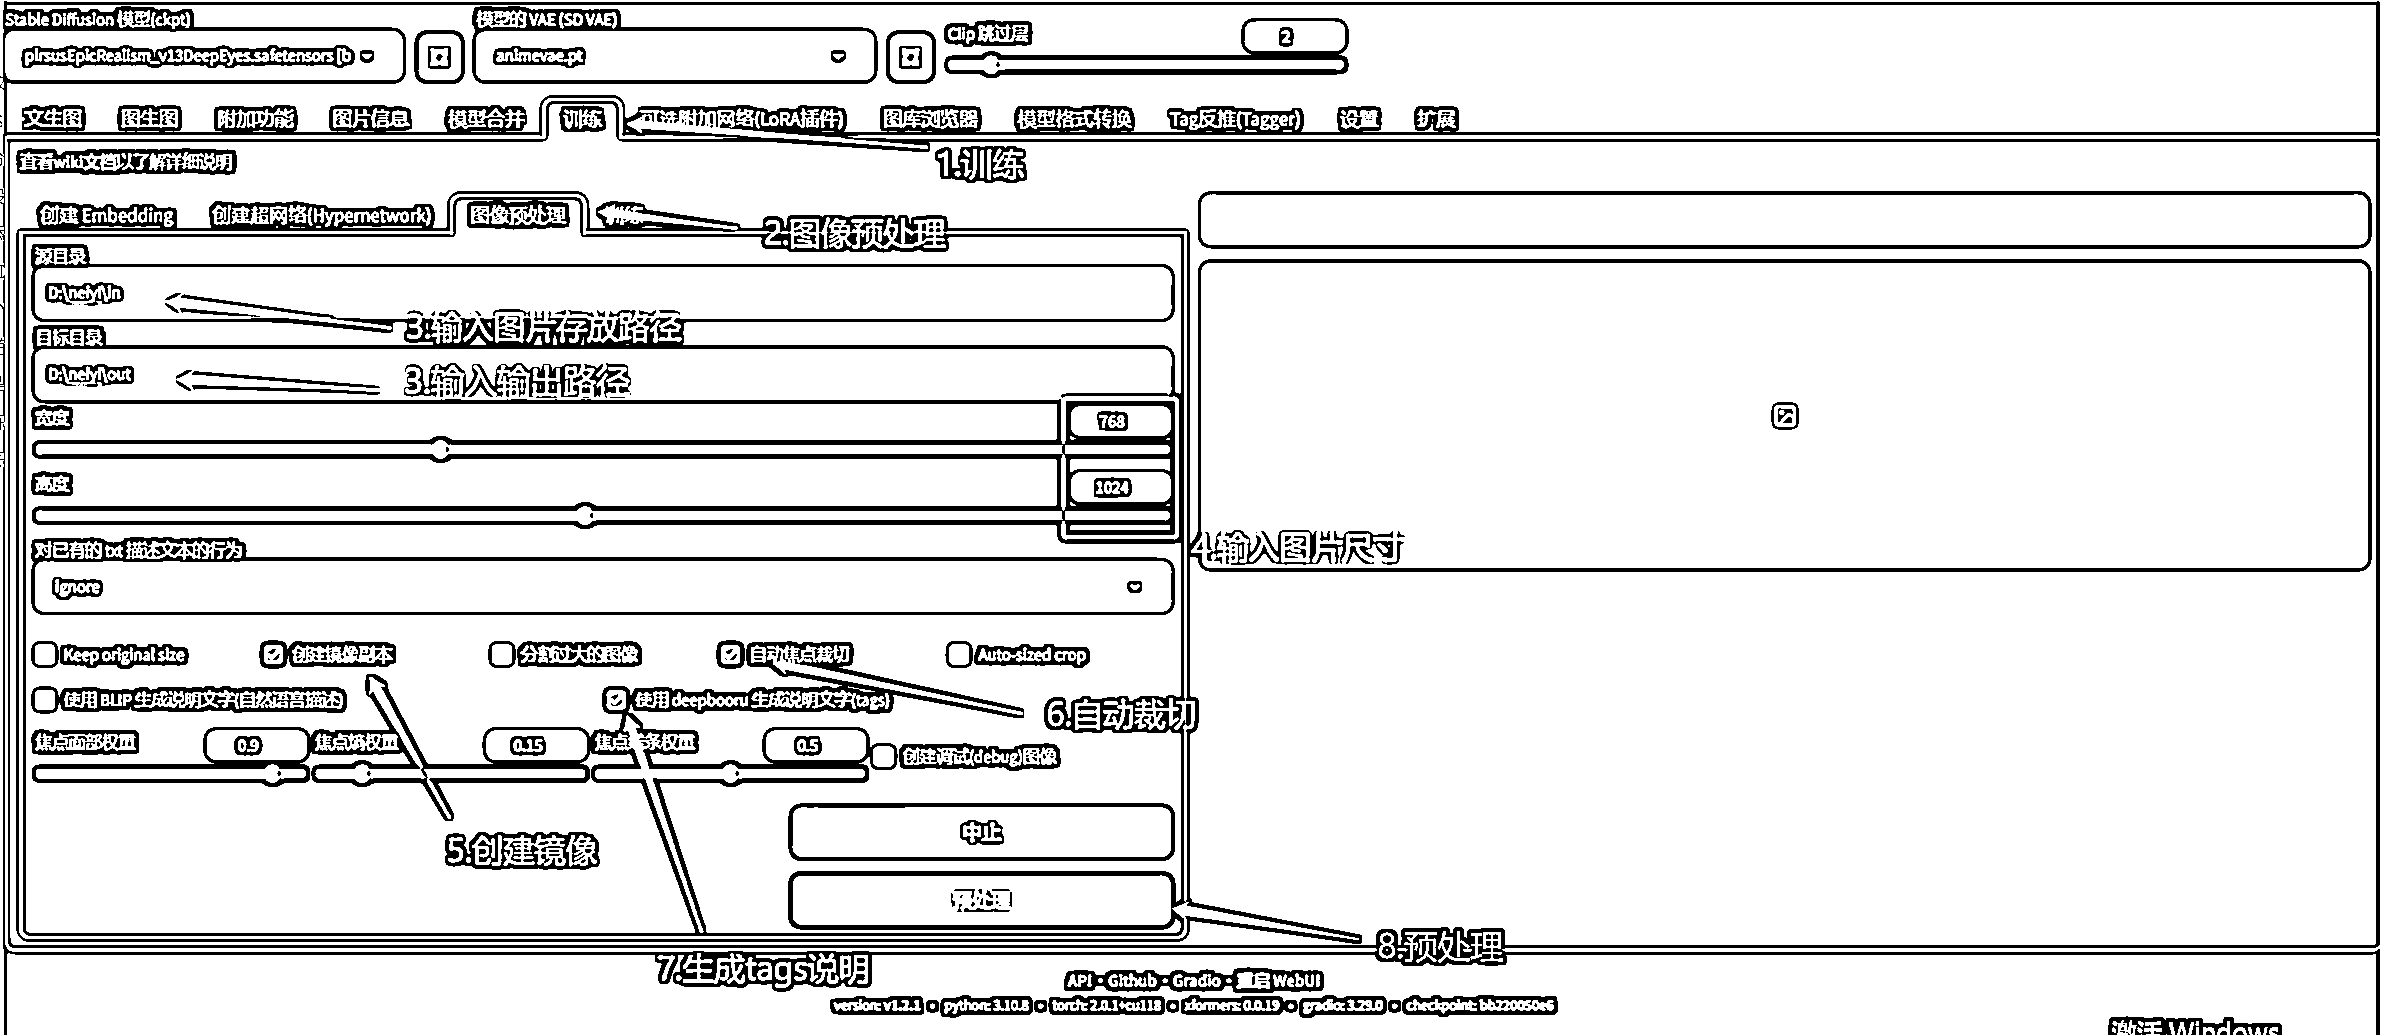 Stable Diffusion 模型(ckpt)
模型的 VAE (SD VAE)
Clip 跳过层
2
animevae.pt
文生图 图生图 附加功能 图片信息 模型合并 训练 可选附加网络(LoRA插件) 图库浏览器 模型格式转换 Tag反推(Tagger) 设置 扩展
查看wiki文档以了解详细说明
1.训练
创建 Embedding 创建超网络(Hypernetwork) 图像预处理 训练
2.图像预处理
源目录
3.输入图片存放路径
目标目录
3.输入输出路径
宽度
768
高度
1024
4.输入图片尺寸
对已有的 txt 描述文本的行为
ignore
Keep original size 创建镜像副本 分割过大的图像 自动焦点裁切 Auto-sized crop
使用 BLIP 生成说明文字(自然语言描述) 使用 deepbooru 生成说明文字(tags)
6.自动裁切
焦点面部权重 0.9 焦点熵权重 0.15 0.5 创建调试(debug)图像
5.创建镜像
中止
预处理
7.生成tags说明
8.预处理
API • Github • Gradio • 重启 WebUI
version: v1.2.1 • python: 3.10.8 • torch: 2.0.1+cu118 • xformers: 0.0.19 • gradio: 3.29.0 • checkpoint: bb220050e6
激活 Windows